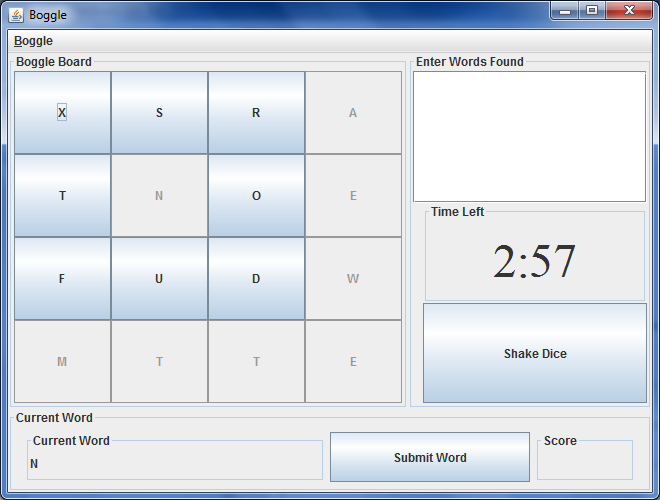 Boggle
Boggle
Boggle Board
Enter Words Found
X S R A
T N O E
F U D W
M T T E
Time Left
2:57
Shake Dice
Current Word
Current Word
N
Submit Word
Score